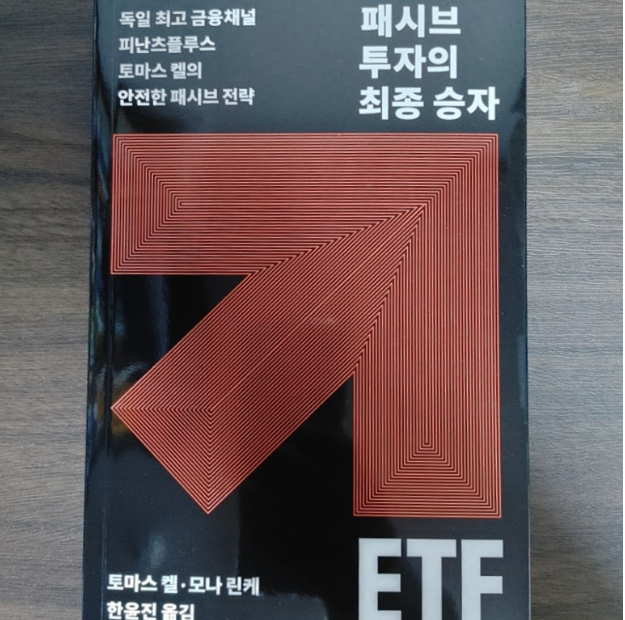 독일 최고 금융채널
피난츠플루스
토마스 켈의
안전한 패시브 전략
패시브
투자의
최종 승자
토마스 켈·모나 린케
한윤진 옮김
ETF